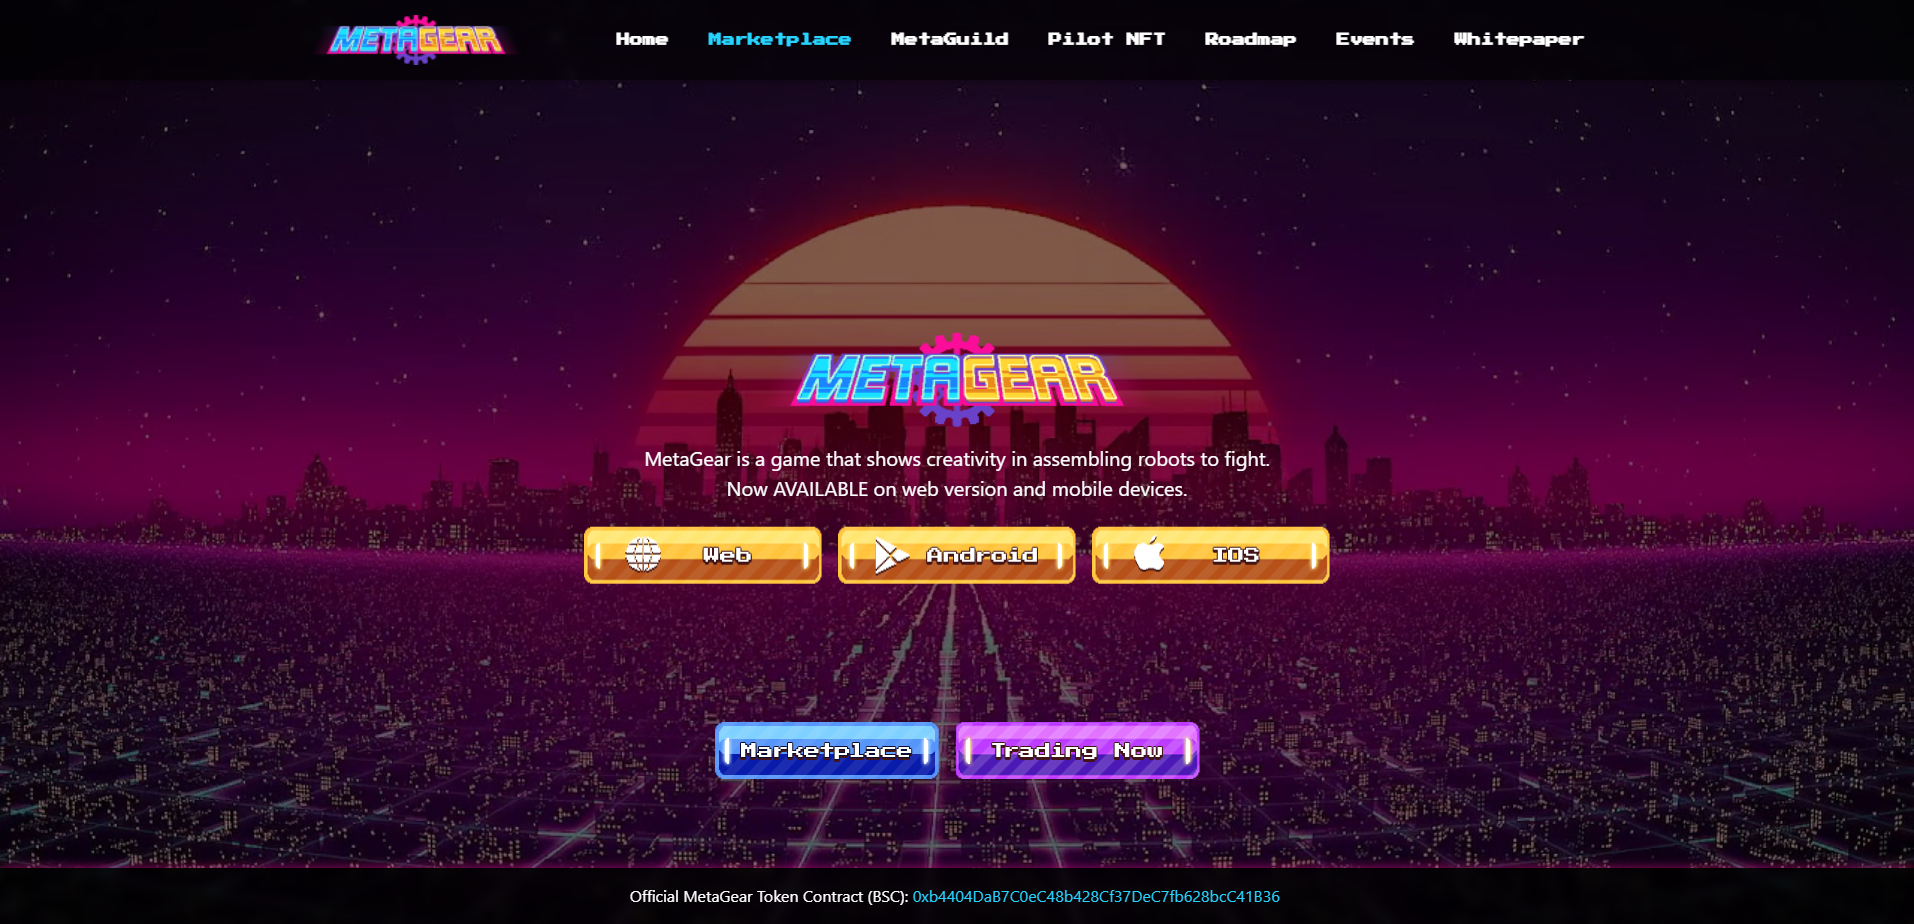 METAGEAR
Home Marketplace MetaGuild Pilot NFT Roadmap Events Whitepaper
METAGEAR
MetaGear is a game that shows creativity in assembling robots to fight.
Now AVAILABLE on web version and mobile devices.
Web Android IOS
Marketplace Trading Now
Official MetaGear Token Contract (BSC): 0xb4404DaB7C0eC48b428Cf37DeC7fb628bcC41B36